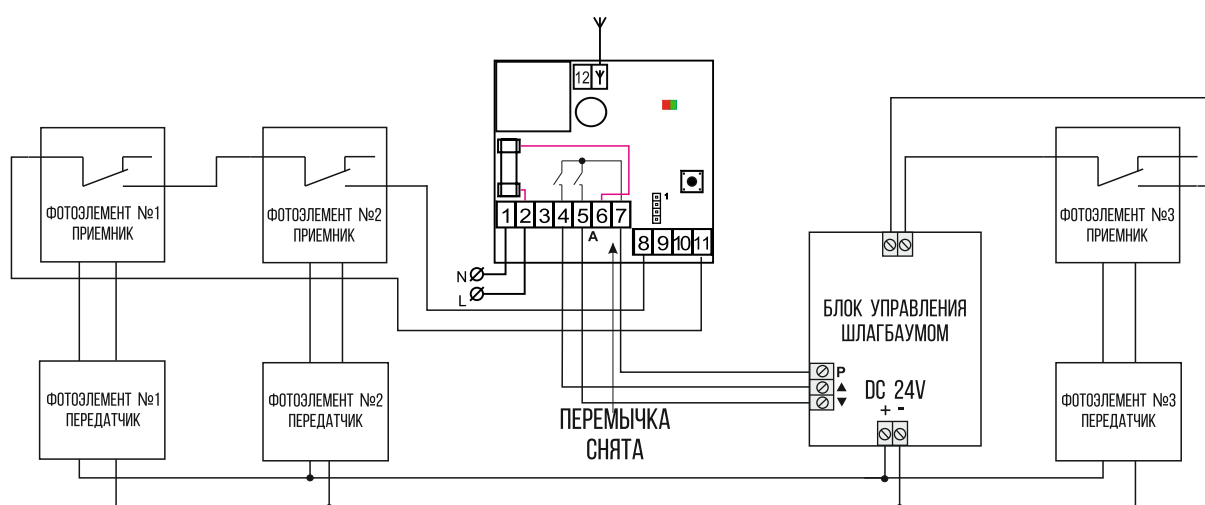 12
ФОТОЭЛЕМЕНТ №1
ПРИЕМНИК
ФОТОЭЛЕМЕНТ №2
ПРИЕМНИК
1
1 2 3 4 5 6 7
A
8 9 10 11
N
L
ФОТОЭЛЕМЕНТ №3
ПРИЕМНИК
БЛОК УПРАВЛЕНИЯ
ШЛАГБАУМОМ
P
DC 24V
+ -
ФОТОЭЛЕМЕНТ №1
ПЕРЕДАТЧИК
ФОТОЭЛЕМЕНТ №2
ПЕРЕДАТЧИК
ПЕРЕМЫЧКА
СНЯТА
ФОТОЭЛЕМЕНТ №3
ПЕРЕДАТЧИК